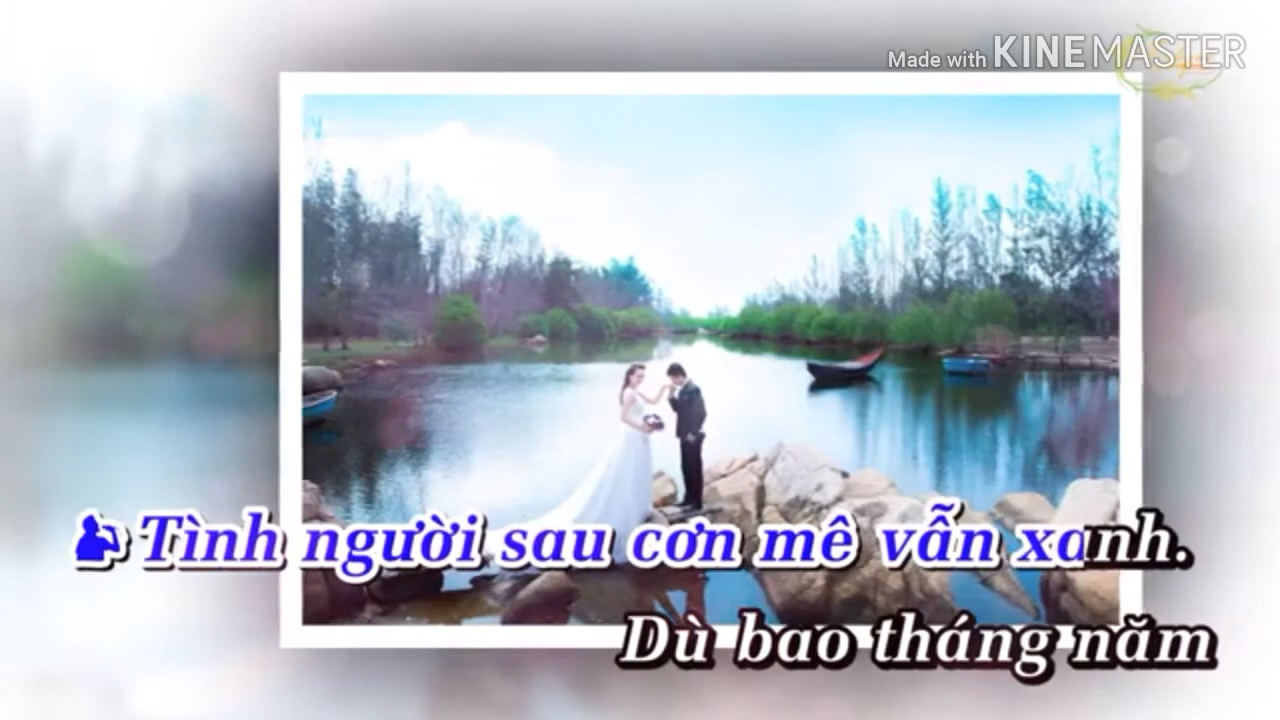 Made with KINEMASTER
Tình người sau cơn mê vẫn xanh.
Dù bao tháng năm